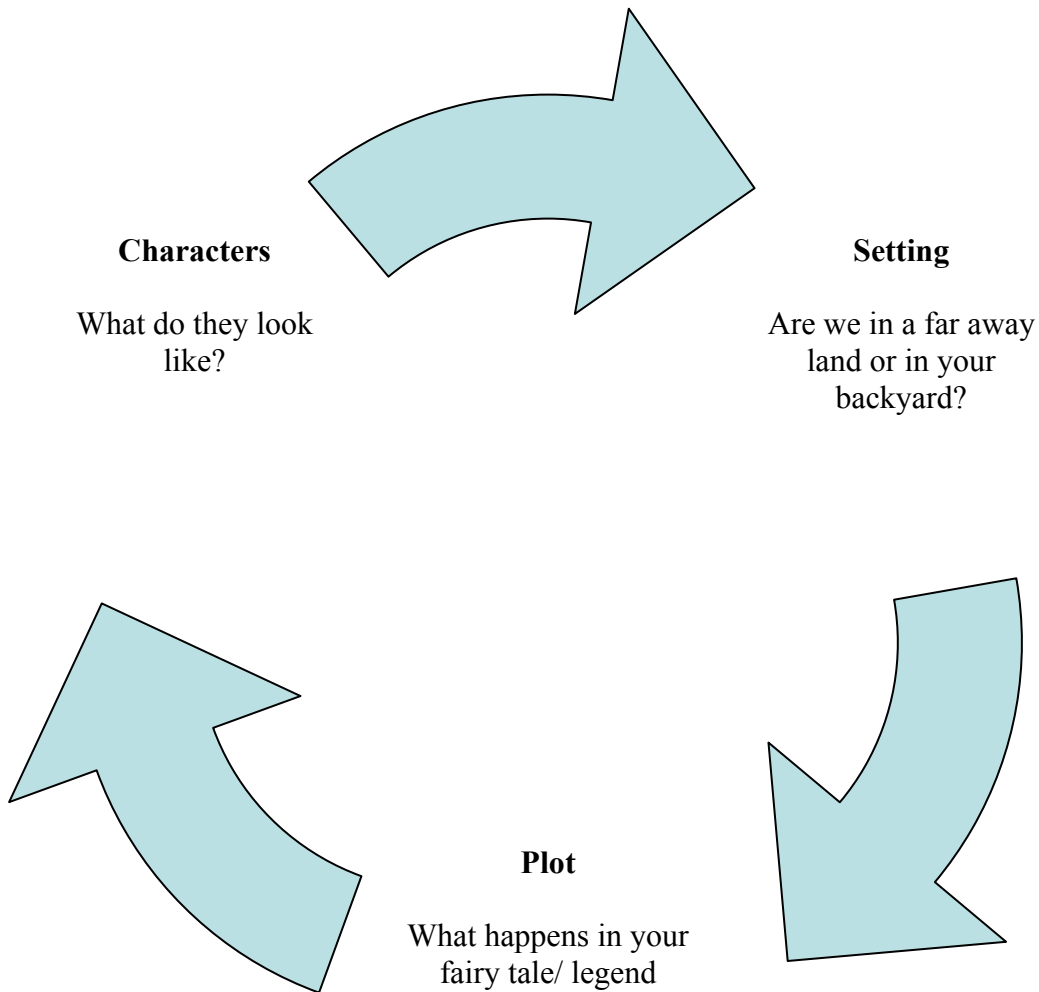 Characters
What do they look
like?
Setting
Are we in a far away
land or in your
backyard?
Plot
What happens in your
fairy tale/ legend